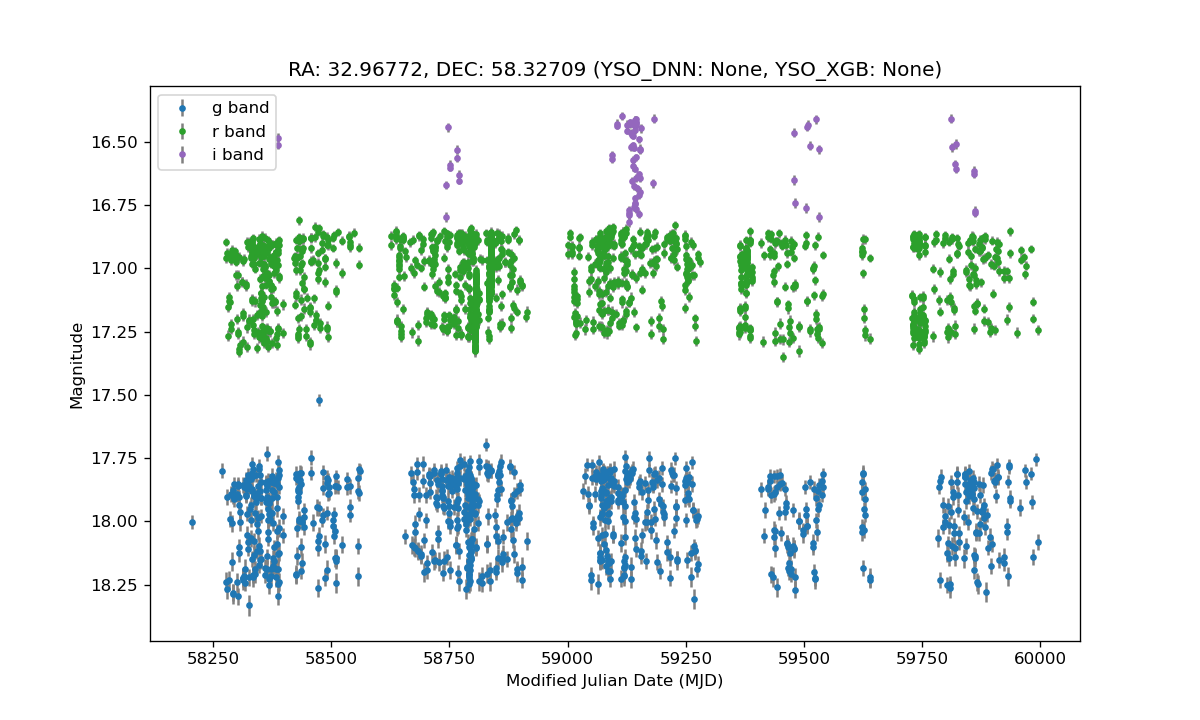 RA: 32.96772, DEC: 58.32709 (YSO_DNN: None, YSO_XGB: None)
g band
r band
i band
16.50
16.75
17.00
17.25
17.50
17.75
18.00
18.25
Magnitude
58250 58500 58750 59000 59250 59500 59750 60000
Modified Julian Date (MJD)